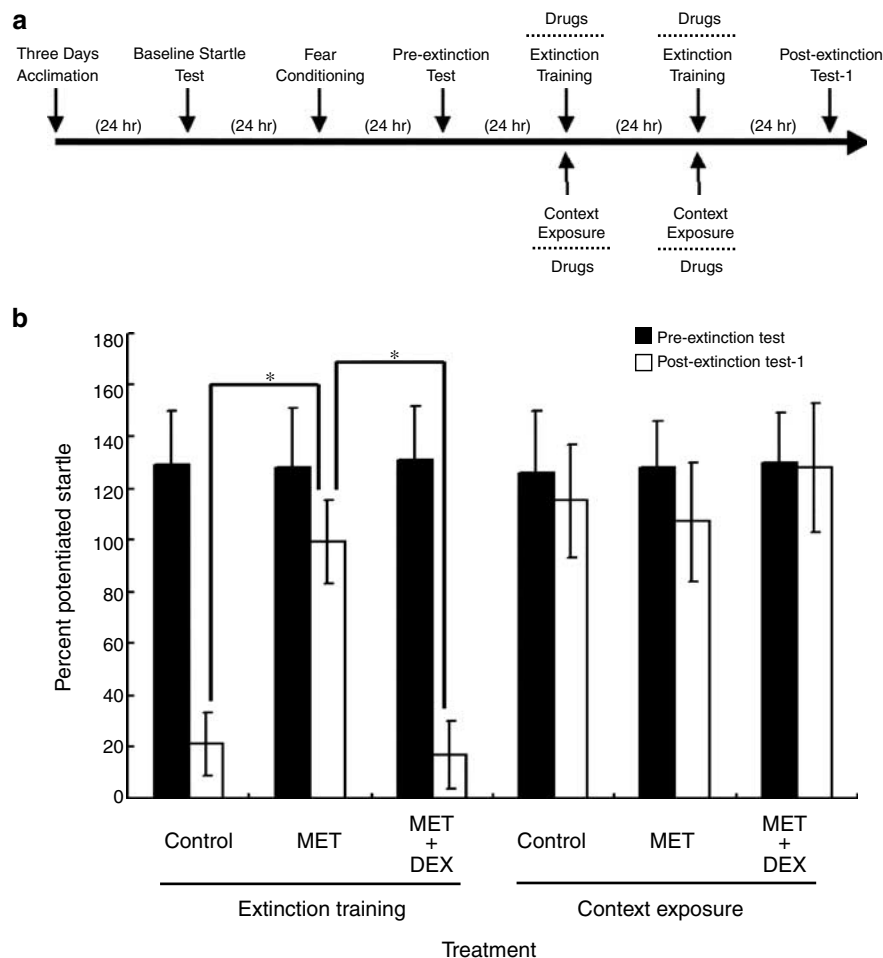 a
Drugs Drugs
Three Days Baseline Startle Fear Pre-extinction Extinction Extinction Post-extinction
Acclimation Test Conditioning Test Training Training Test-1
(24 hr) (24 hr) (24 hr) (24 hr) (24 hr) (24 hr)
Context Context
Exposure Exposure
Drugs Drugs
b
180
160
140
120
100
80
60
40
20
0
Percent potentiated startle
Pre-extinction test
Post-extinction test-1
* *
Control MET MET + DEX Control MET MET + DEX
Extinction training Context exposure
Treatment